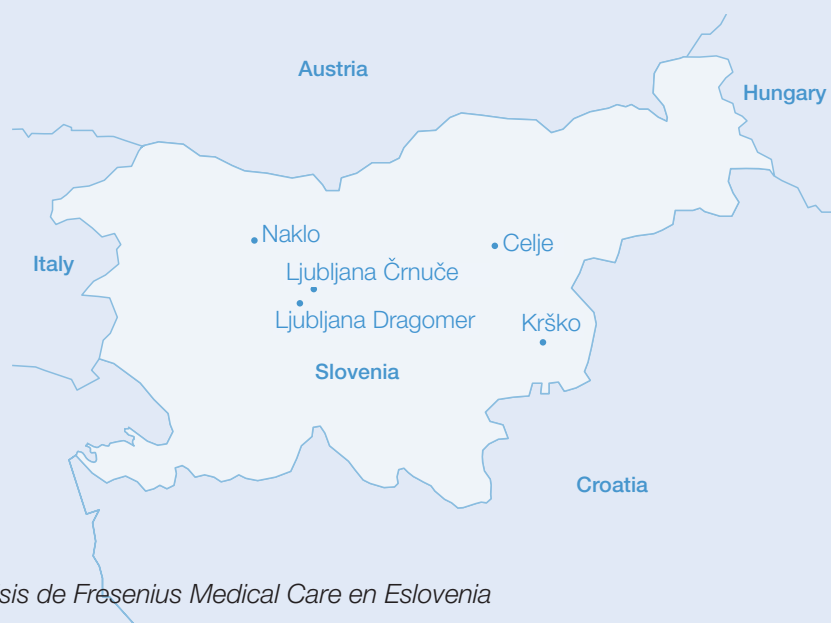 Austria
Hungary
Naklo
Celje
Italy
Ljubljana Črnuče
Ljubljana Dragomer
Krško
Slovenia
Croatia
sis de Fresenius Medical Care en Eslovenia